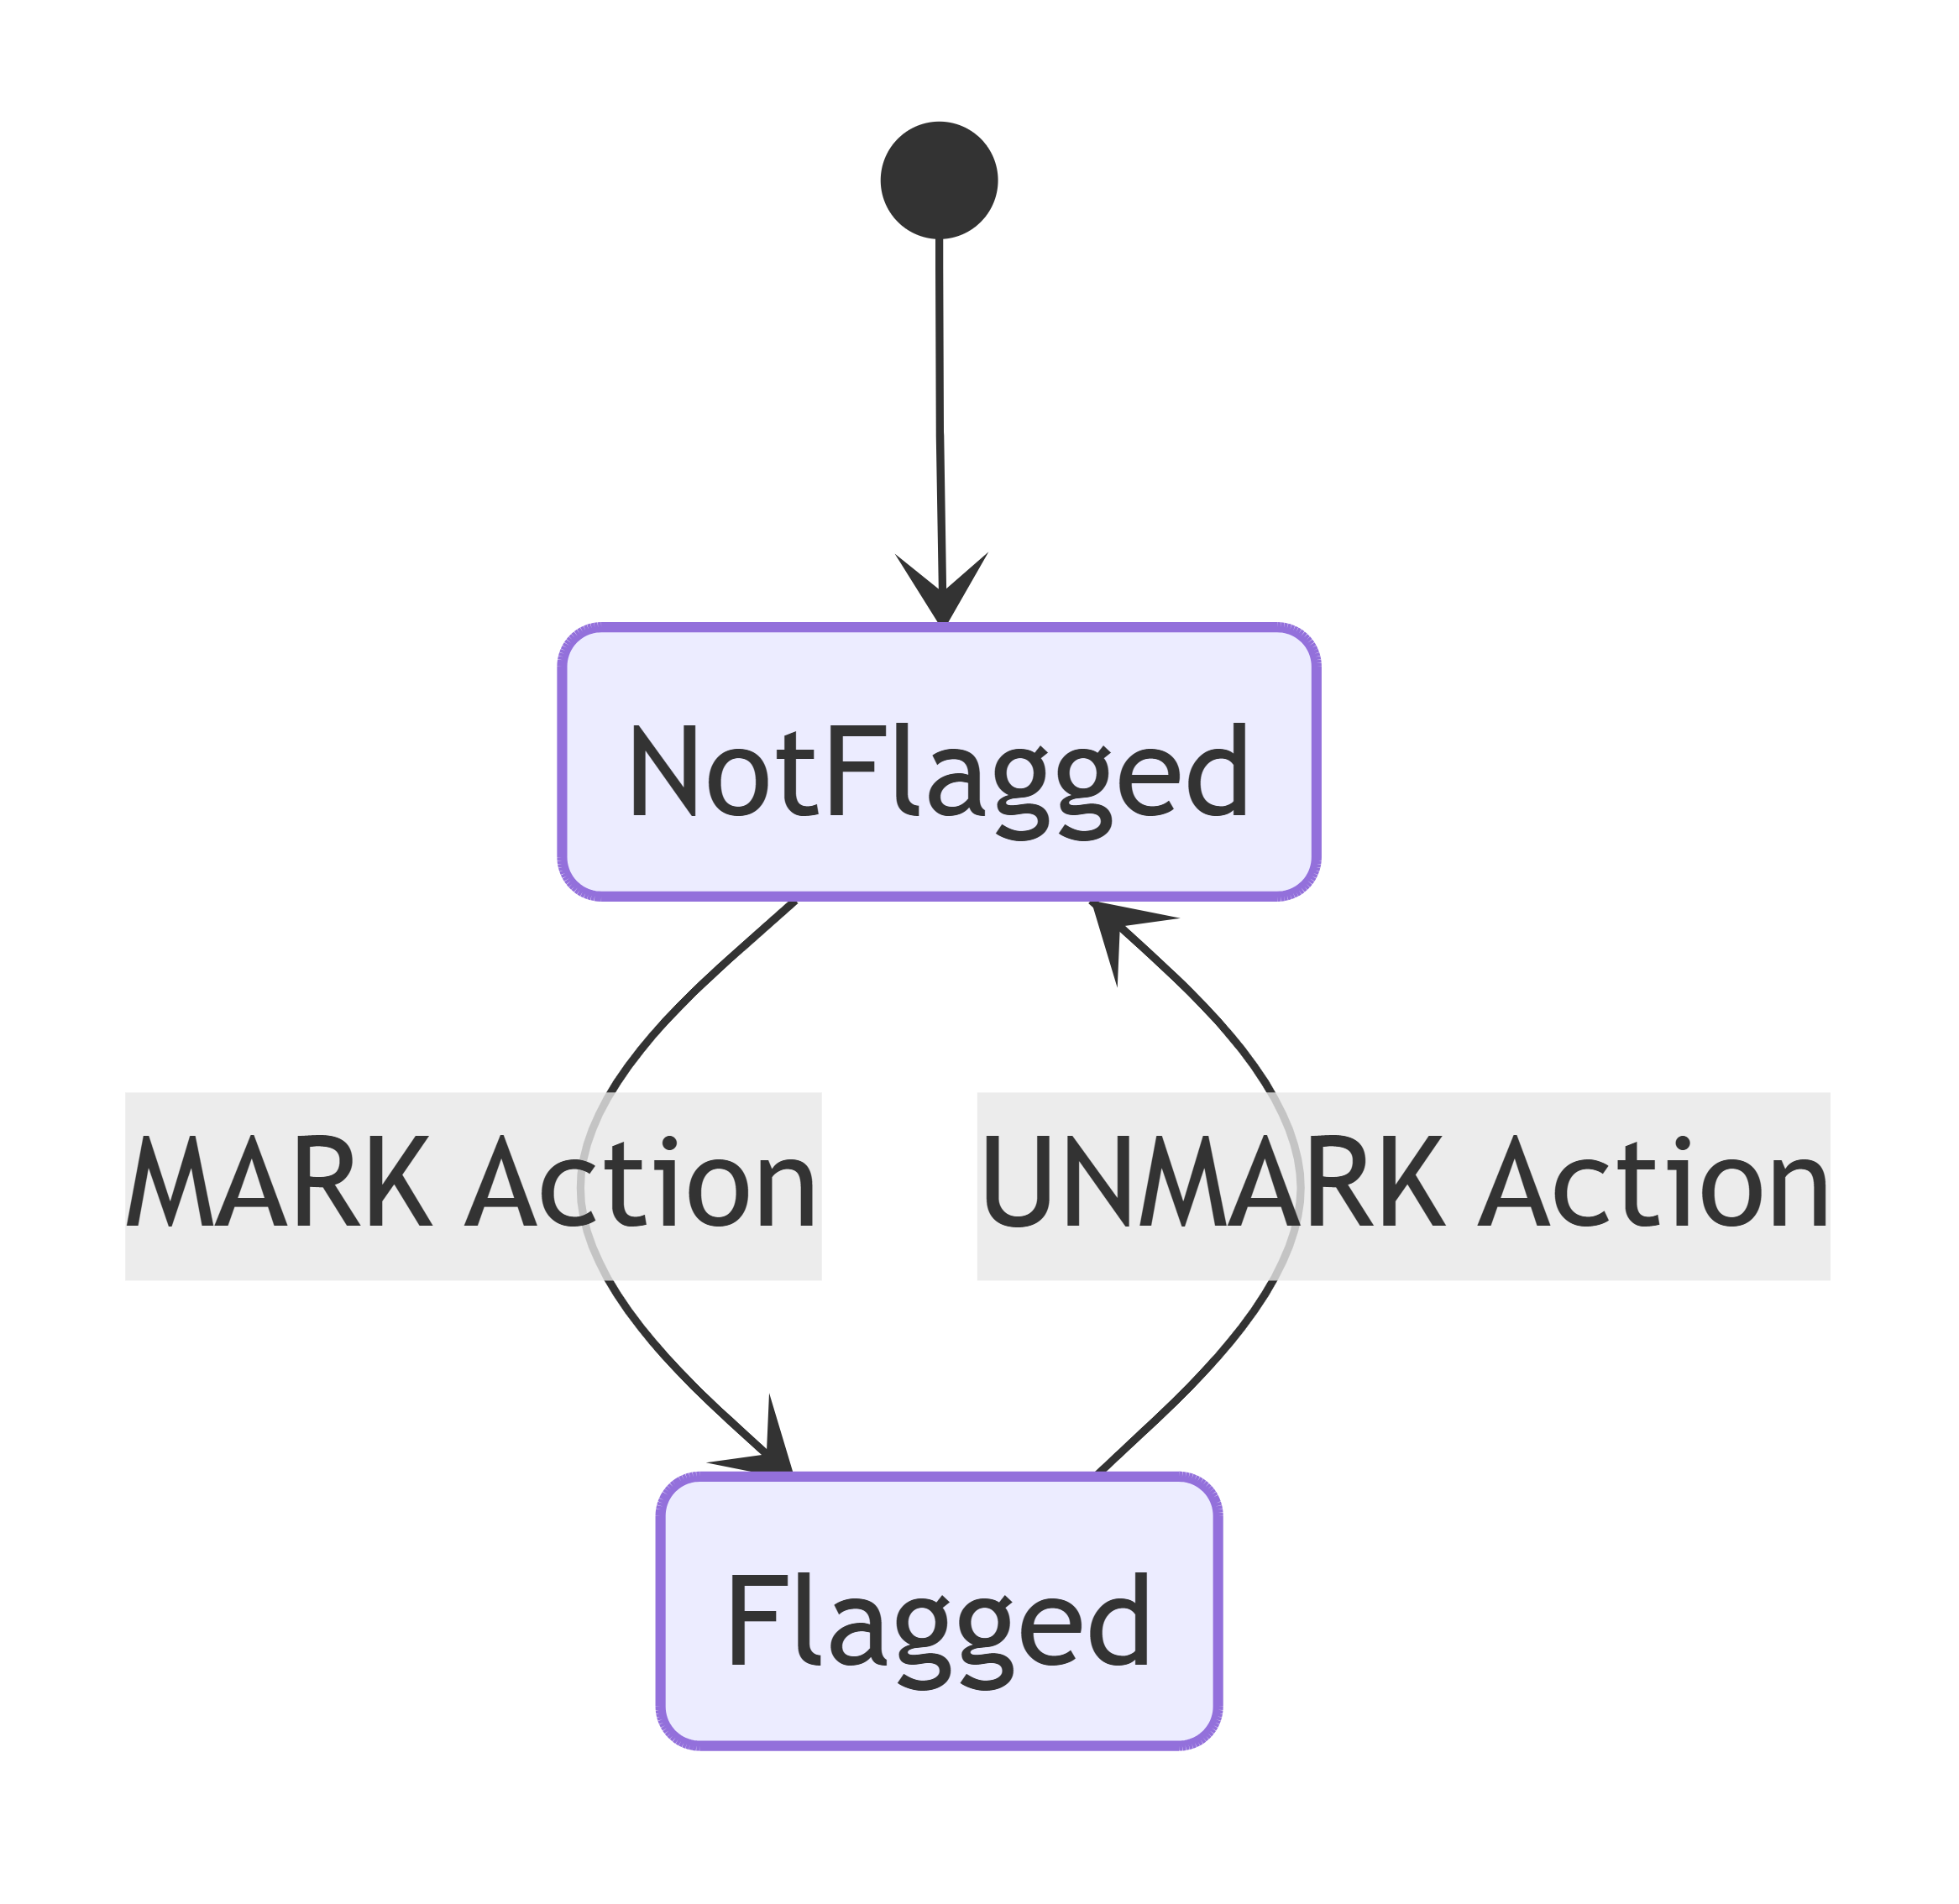 NotFlagged
MARK Action
UNMARK Action
Flagged